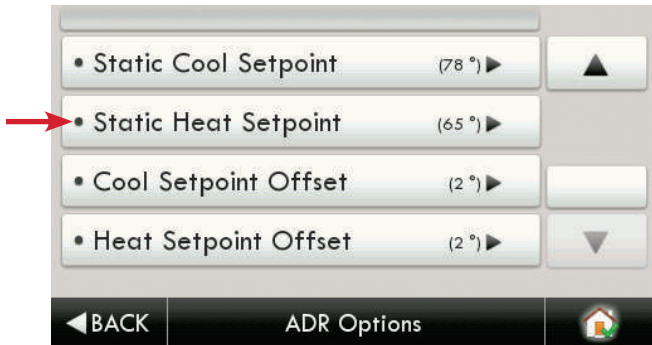 • Static Cool Setpoint (78 °) ▶
• Static Heat Setpoint (65 °) ▶
• Cool Setpoint Offset (2 °) ▶
• Heat Setpoint Offset (2 °) ▶
◀BACK ADR Options